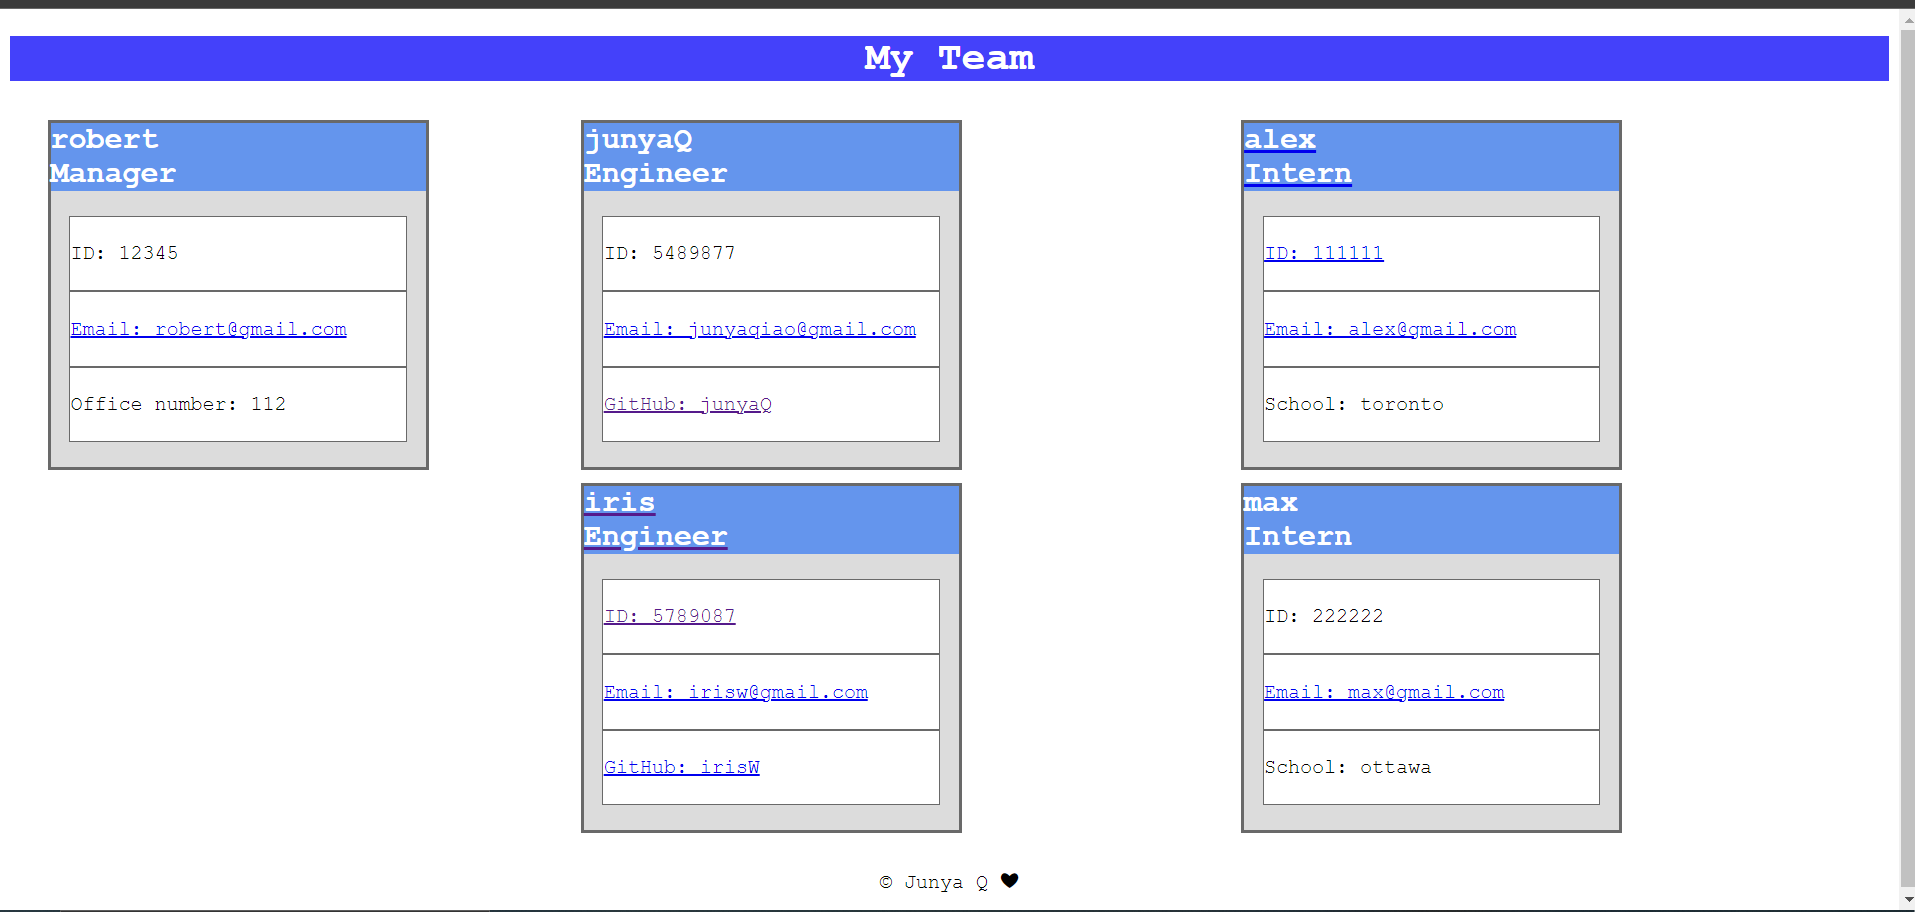 My Team
robert
Manager
ID: 12345
Email: robert@gmail.com
Office number: 112
junyaQ
Engineer
ID: 5489877
Email: junyaqiao@gmail.com
GitHub: junyaQ
alex
Intern
ID: 111111
Email: alex@gmail.com
School: toronto
iris
Engineer
ID: 5789087
Email: irisw@gmail.com
GitHub: irisW
max
Intern
ID: 222222
Email: max@gmail.com
School: ottawa
© Junya Q 🖤